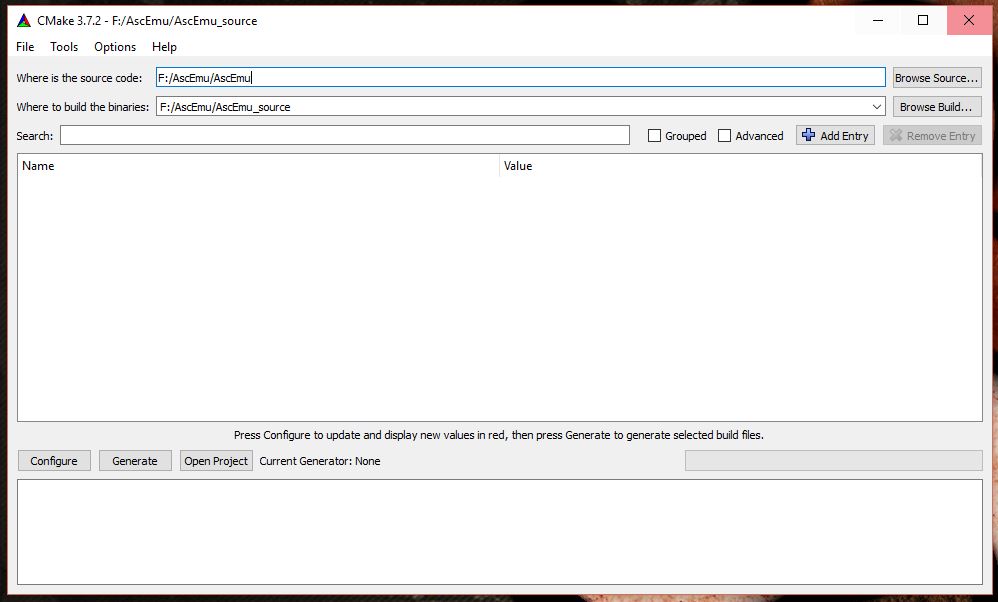 CMake 3.7.2 - F:/AscEmu/AscEmu_source
File Tools Options Help
Where is the source code: F:/AscEmu/AscEmu Browse Source...
Where to build the binaries: F:/AscEmu/AscEmu_source Browse Build...
Search: Grouped Advanced Add Entry Remove Entry
Name Value
Press Configure to update and display new values in red, then press Generate to generate selected build files.
Configure Generate Open Project Current Generator: None